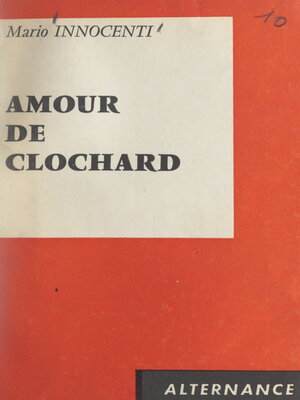 10
Mario INNOCENTI
AMOUR
DE
CLOCHARD
ALTERNANCE